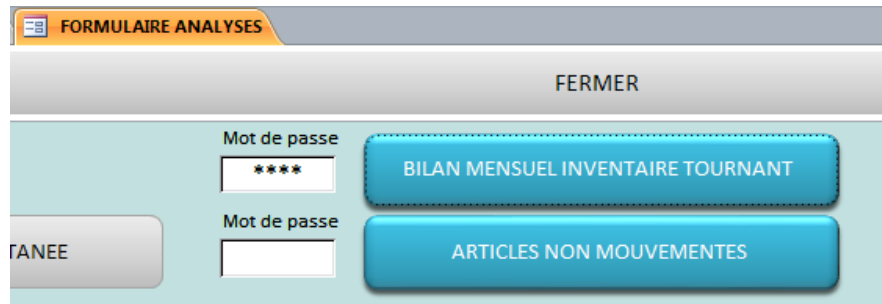 FORMULAIRE ANALYSES
FERMER
Mot de passe
****
BILAN MENSUEL INVENTAIRE TOURNANT
Mot de passe
TANEE
ARTICLES NON MOUVEMENTES